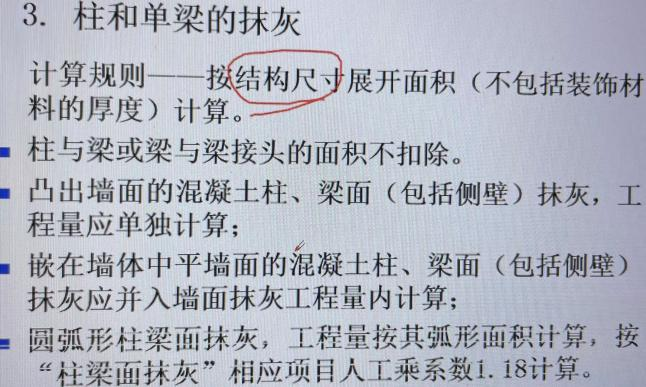 3. 柱和单梁的抹灰
计算规则——按结构尺寸展开面积（不包括装饰材
料的厚度）计算。
柱与梁或梁与梁接头的面积不扣除。
凸出墙面的混凝土柱、梁面（包括侧壁）抹灰，工
程量应单独计算；
嵌在墙体中平墙面的混凝土柱、梁面（包括侧壁）
抹灰应并入墙面抹灰工程量内计算；
圆弧形柱梁面抹灰，工程量按其弧形面积计算，按
“柱梁面抹灰”相应项目人工乘系数1.18计算。